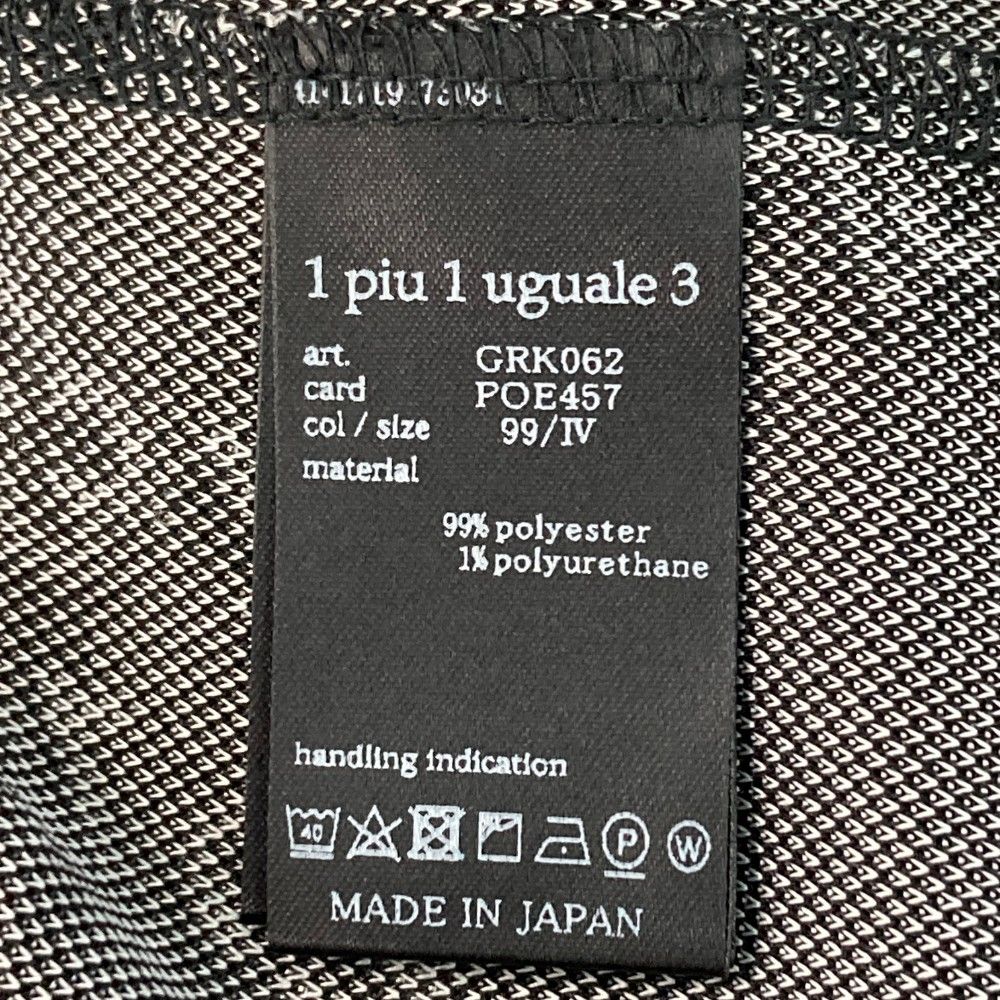 1 piu 1 uguale 3
art. GRK062
card POE457
col / size 99/IV
material
99% polyester
1% polyurethane
handling indication
40 P W
MADE IN JAPAN